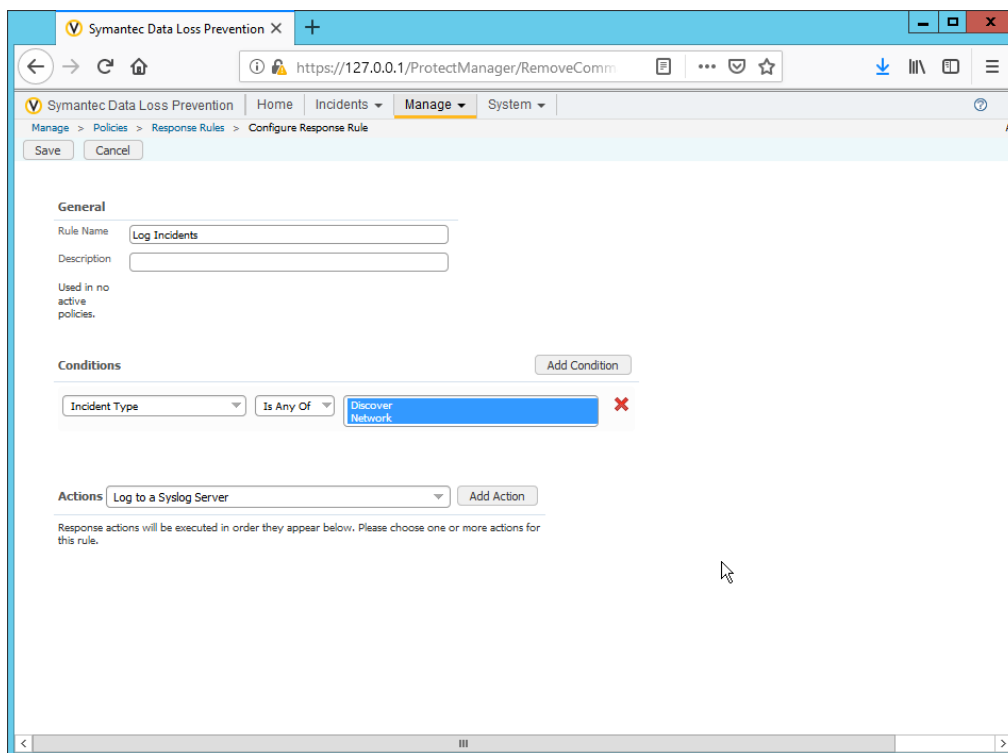 Symantec Data Loss Prevention
https://127.0.0.1/ProtectManager/RemoveComm
Symantec Data Loss Prevention Home Incidents Manage System
Manage > Policies > Response Rules > Configure Response Rule
Save Cancel
General
Rule Name Log Incidents
Description
Used in no
active
policies.
Conditions Add Condition
Incident Type Is Any Of Discover
Network
Actions Log to a Syslog Server Add Action
Response actions will be executed in order they appear below. Please choose one or more actions for
this rule.